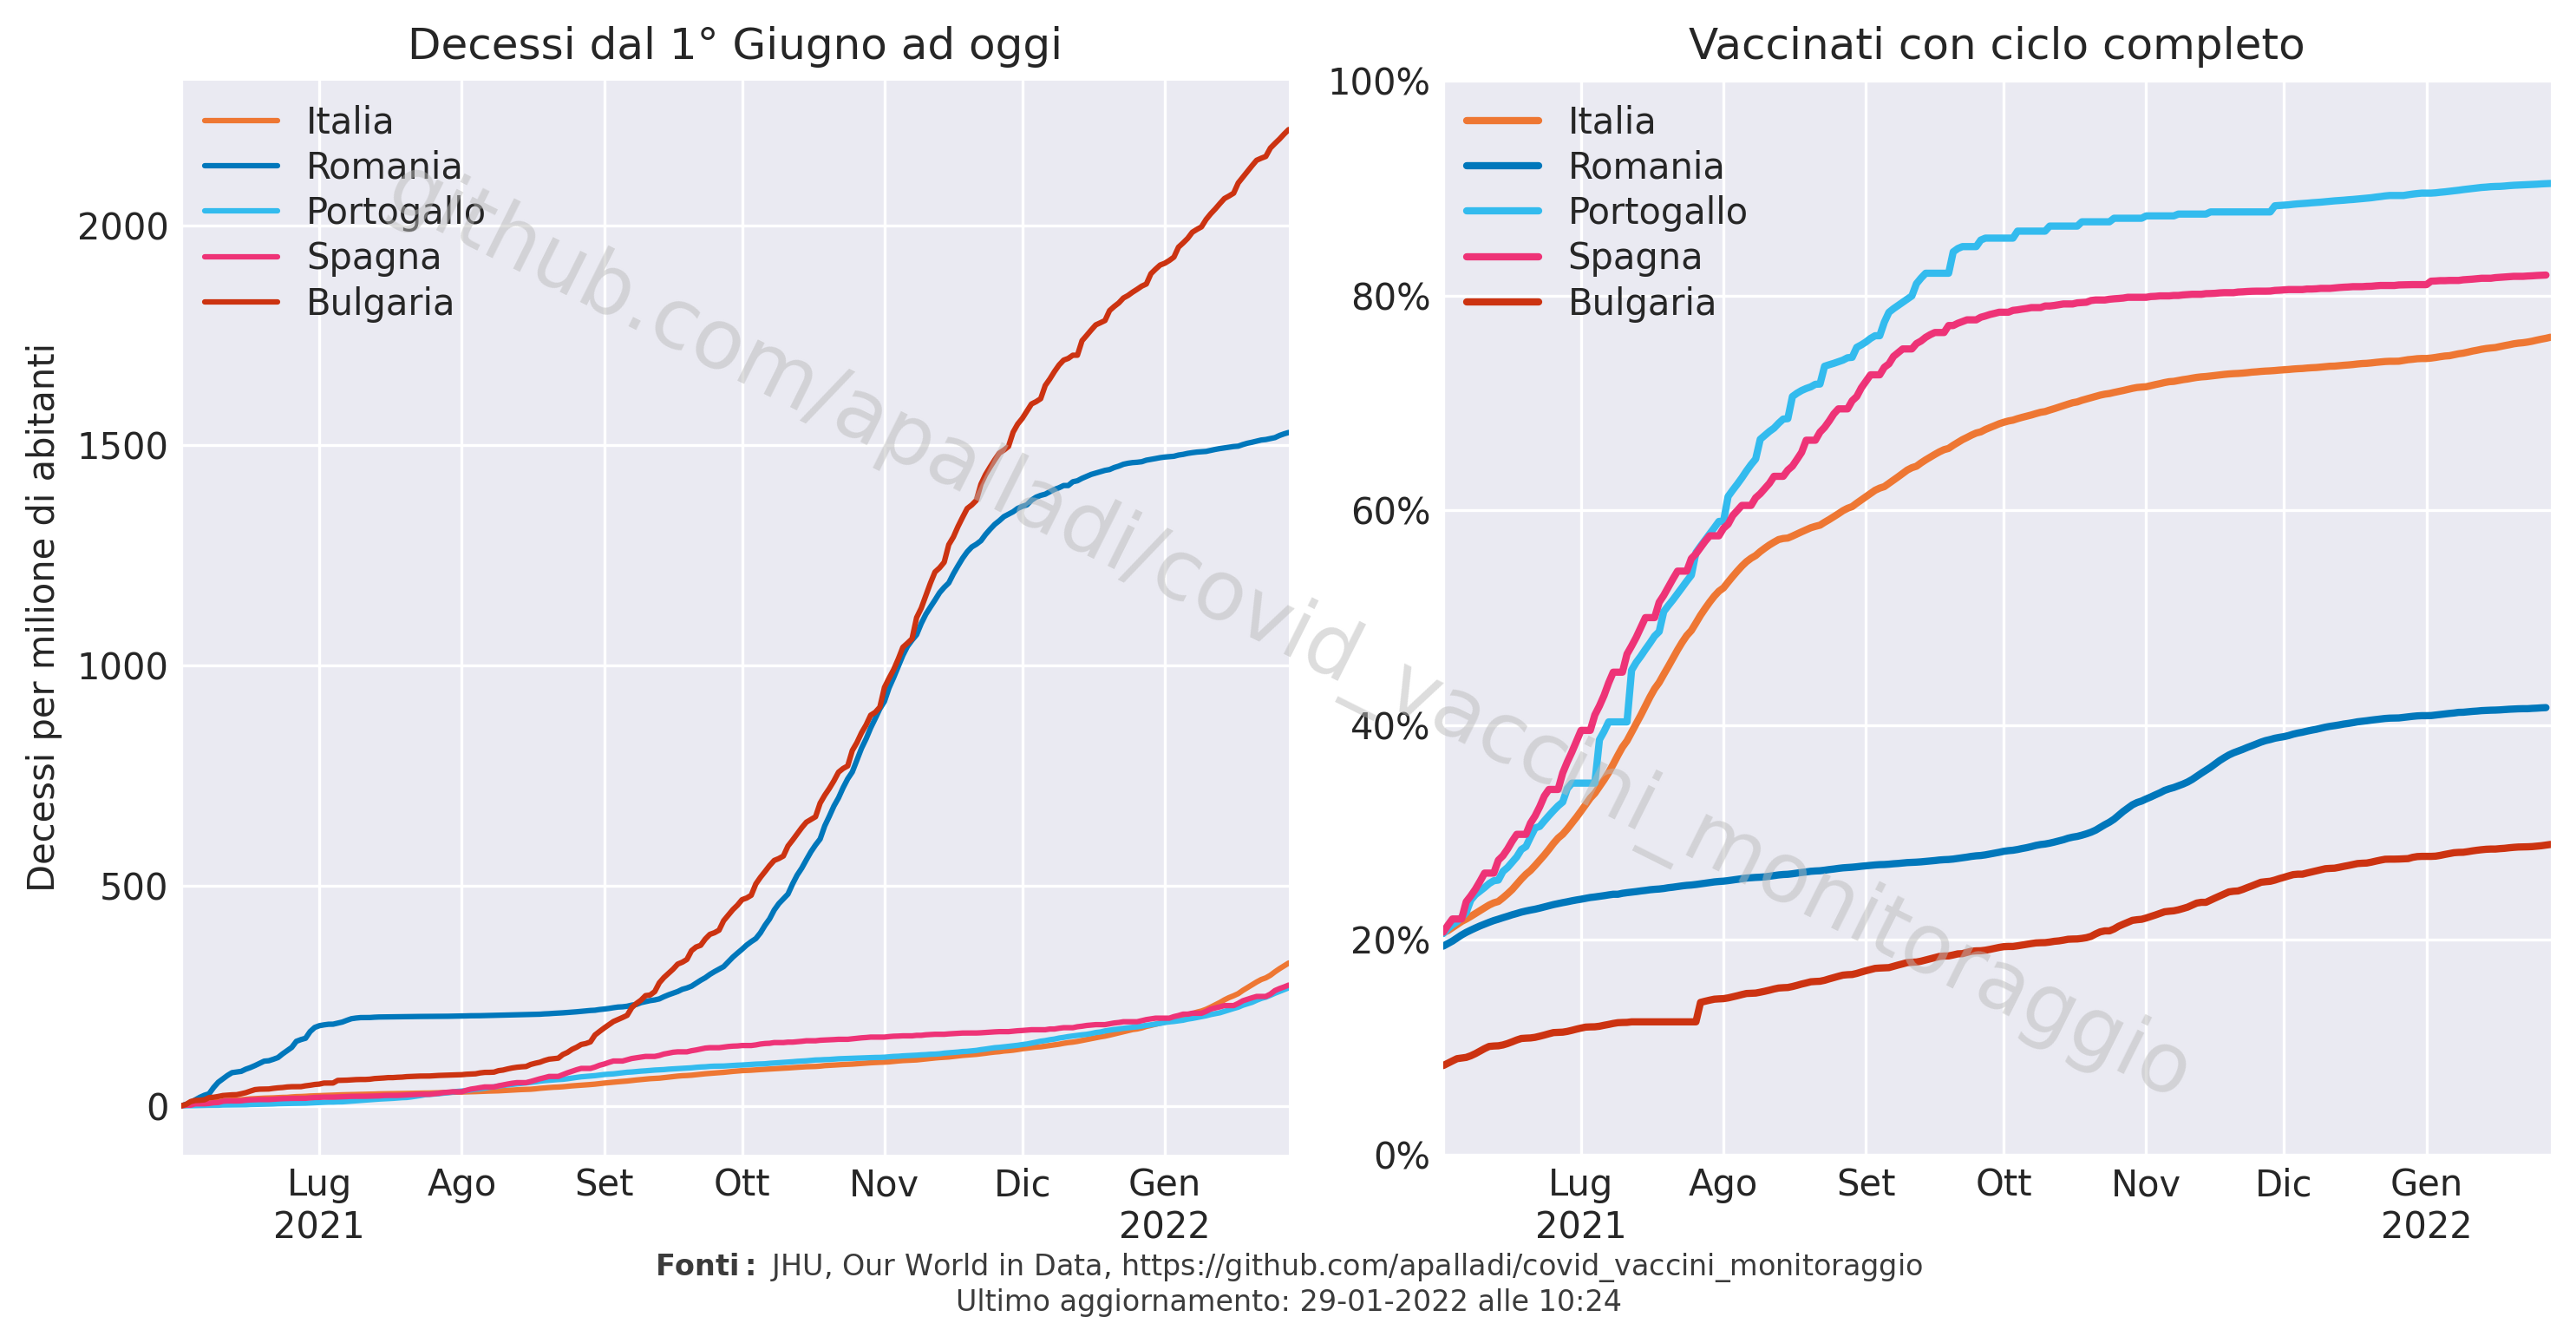 Decessi dal 1° Giugno ad oggi
Decessi per milione di abitanti
2000
1500
1000
500
0
Italia
Romania
Portogallo
Spagna
Bulgaria
Lug
2021
Ago
Set
Ott
Nov
Dic
Gen
2022
Vaccinati con ciclo completo
100%
80%
60%
40%
20%
0%
Italia
Romania
Portogallo
Spagna
Bulgaria
Lug
2021
Ago
Set
Ott
Nov
Dic
Gen
2022
github.com/apalladi/covid_vaccini_monitoraggio
Fonti: JHU, Our World in Data, https://github.com/apalladi/covid_vaccini_monitoraggio
Ultimo aggiornamento: 29-01-2022 alle 10:24